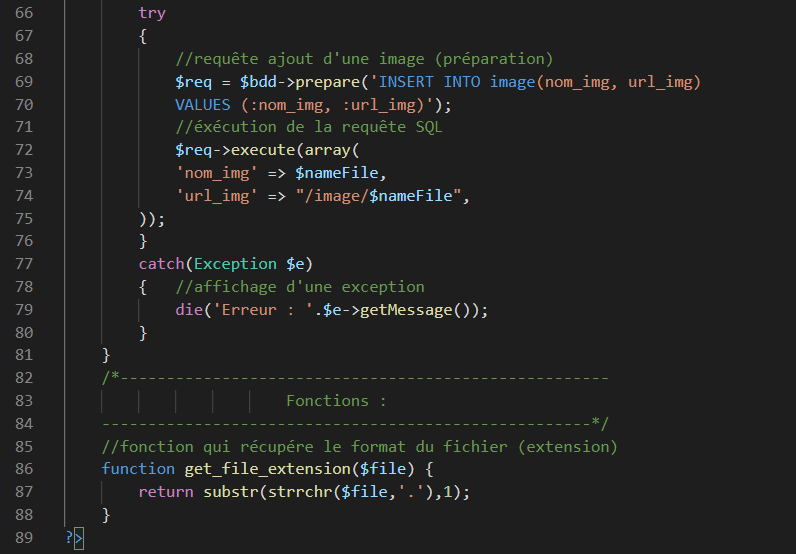 66 try
67 {
68 //requête ajout d'une image (préparation)
69 $req = $bdd->prepare('INSERT INTO image(nom_img, url_img)
70 VALUES (:nom_img, :url_img)');
71 //éxécution de la requête SQL
72 $req->execute(array(
73 'nom_img' => $nameFile,
74 'url_img' => "/image/$nameFile",
75 ));
76 }
77 catch(Exception $e)
78 { //affichage d'une exception
79 die('Erreur : '.$e->getMessage());
80 }
81 }
82 /*-----------------------------------------------------
83 Fonctions :
84 -----------------------------------------------------*/
85 //fonction qui récupére le format du fichier (extension)
86 function get_file_extension($file) {
87 return substr(strrchr($file,'.'),1);
88 }
89 ?>